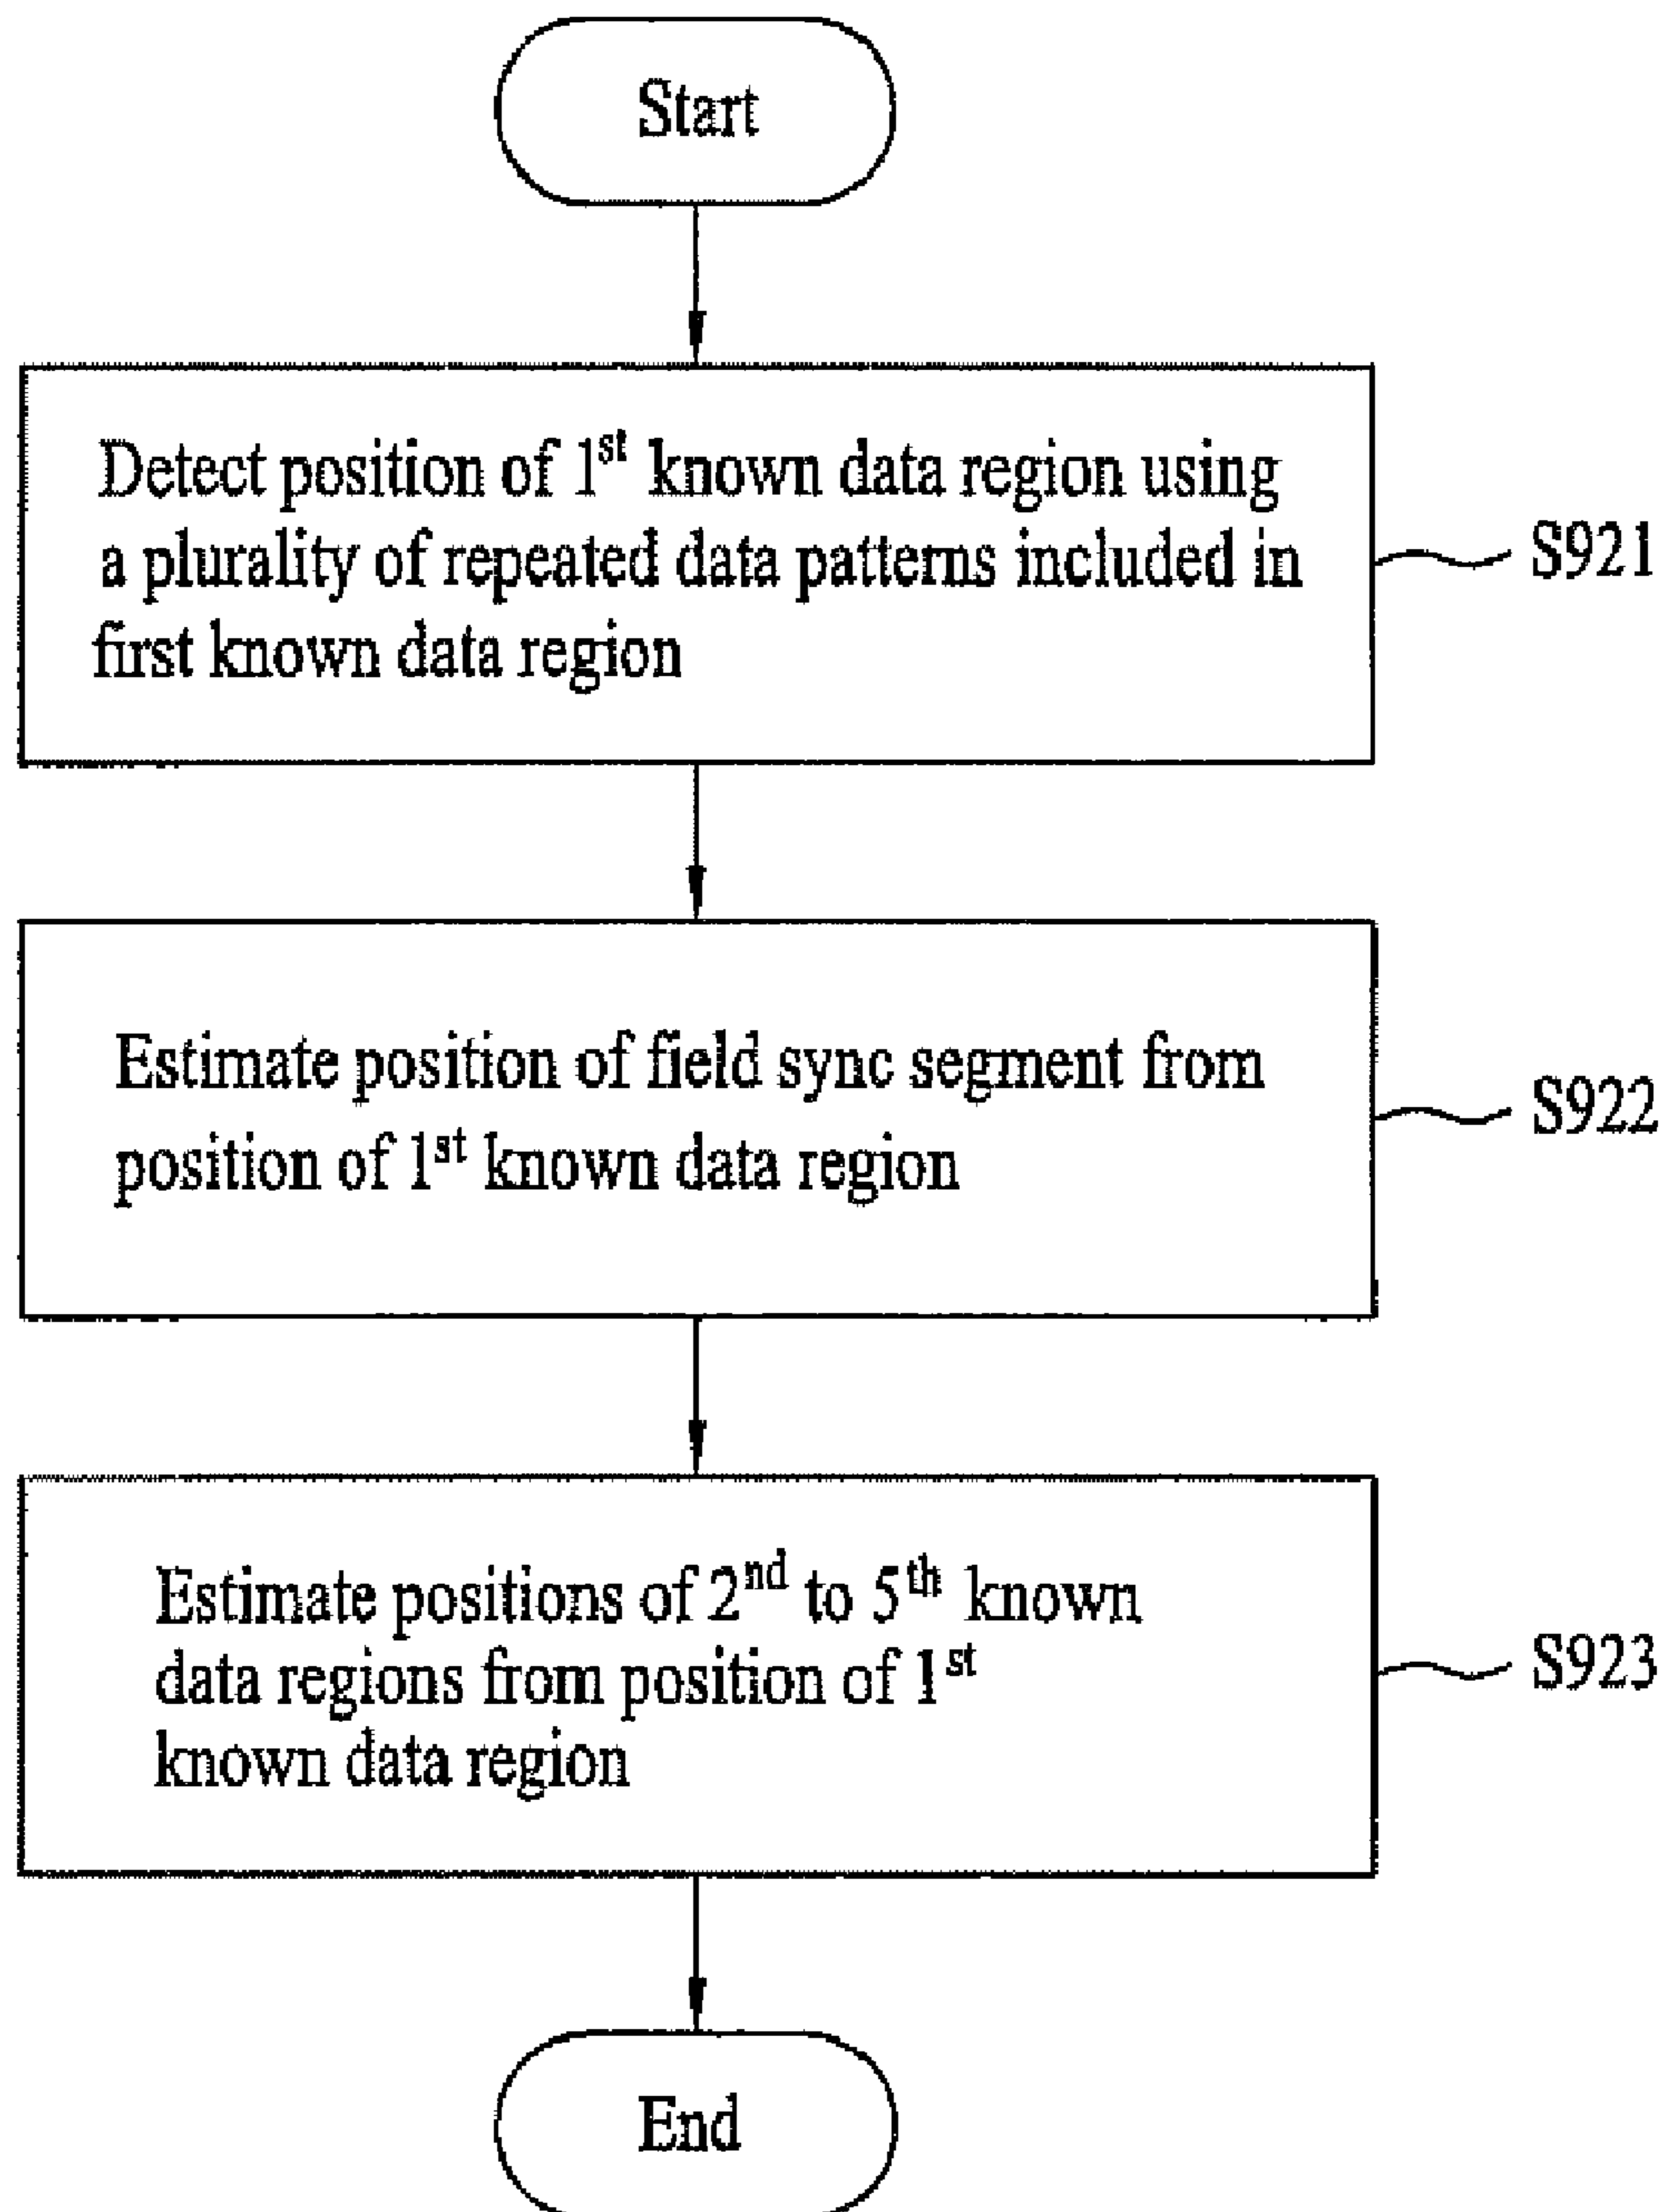 Start
Detect position of 1st known data region using
a plurality of repeated data patterns included in
first known data region
S921
Estimate position of field sync segment from
position of 1st known data region
S922
Estimate positions of 2nd to 5th known
data regions from position of 1st
known data region
S923
End